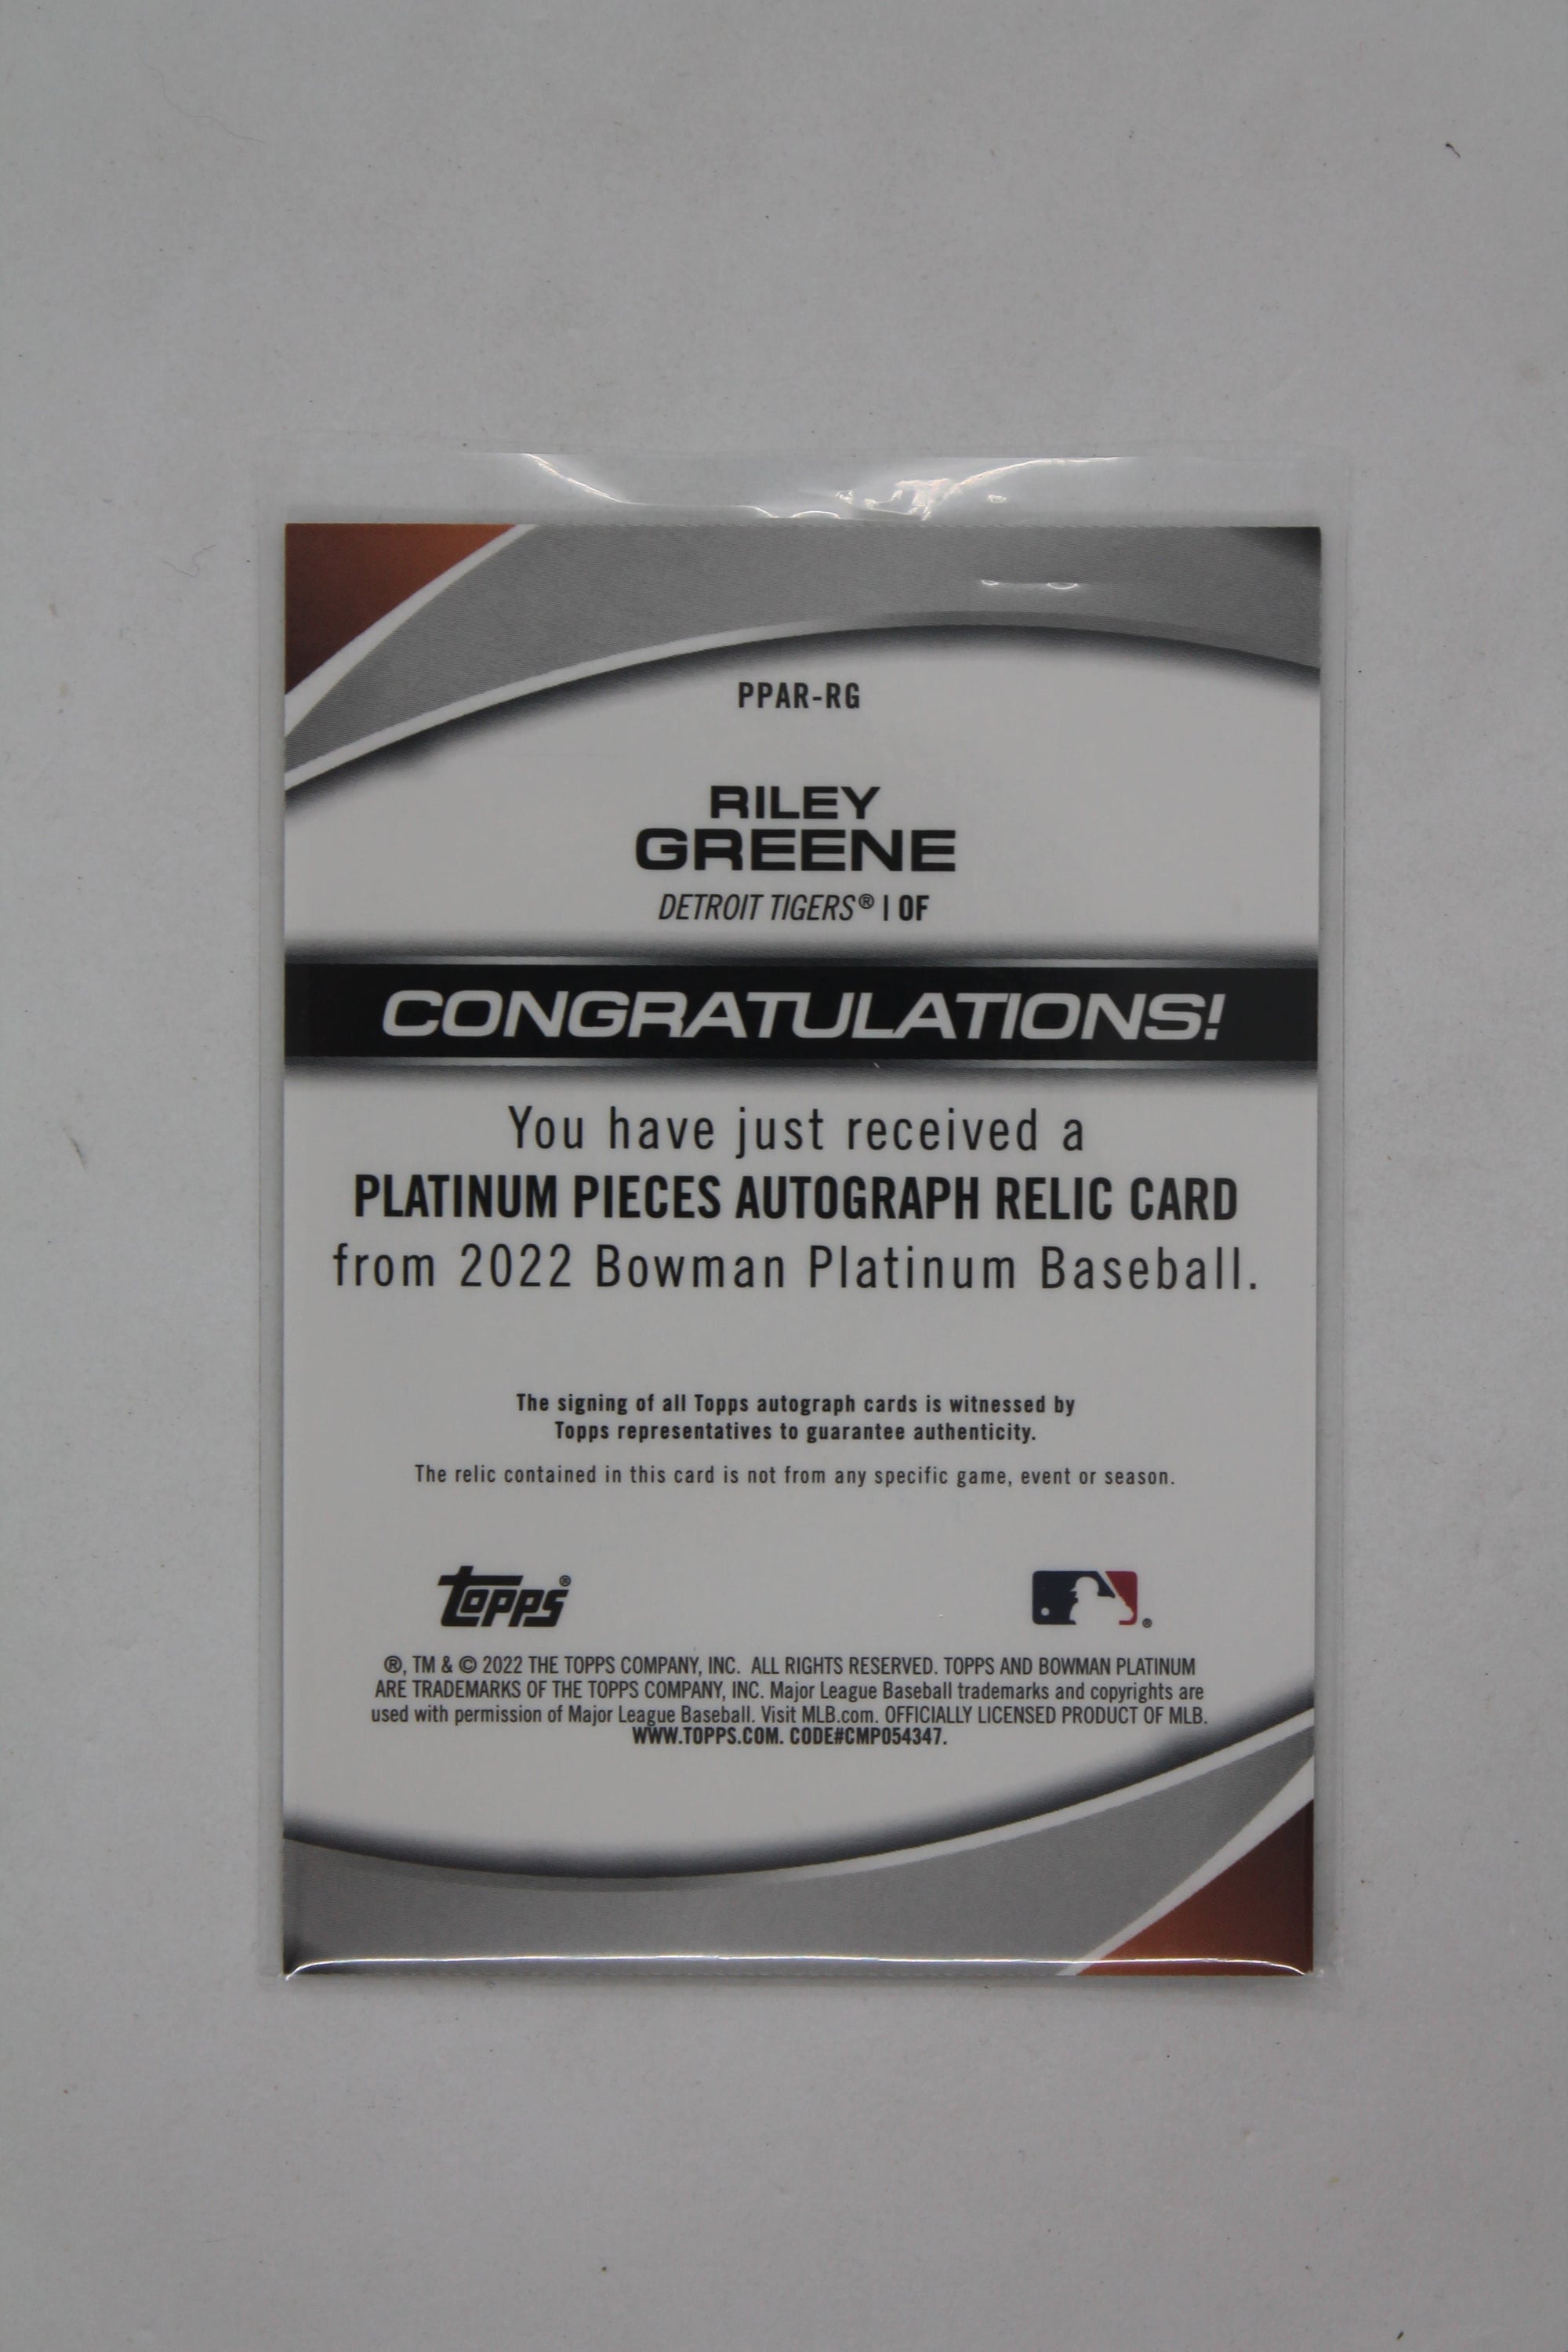 PPAR-RG
RILEY
GREENE
DETROIT TIGERS® | OF
CONGRATULATIONS!
You have just received a
PLATINUM PIECES AUTOGRAPH RELIC CARD
from 2022 Bowman Platinum Baseball.
The signing of all Topps autograph cards is witnessed by
Topps representatives to guarantee authenticity.
The relic contained in this card is not from any specific game, event or season.
Topps®
®
®, TM & © 2022 THE TOPPS COMPANY, INC. ALL RIGHTS RESERVED. TOPPS AND BOWMAN PLATINUM
ARE TRADEMARKS OF THE TOPPS COMPANY, INC. Major League Baseball trademarks and copyrights are
used with permission of Major League Baseball. Visit MLB.com. OFFICIALLY LICENSED PRODUCT OF MLB.
WWW.TOPPS.COM. CODE#CMP054347.